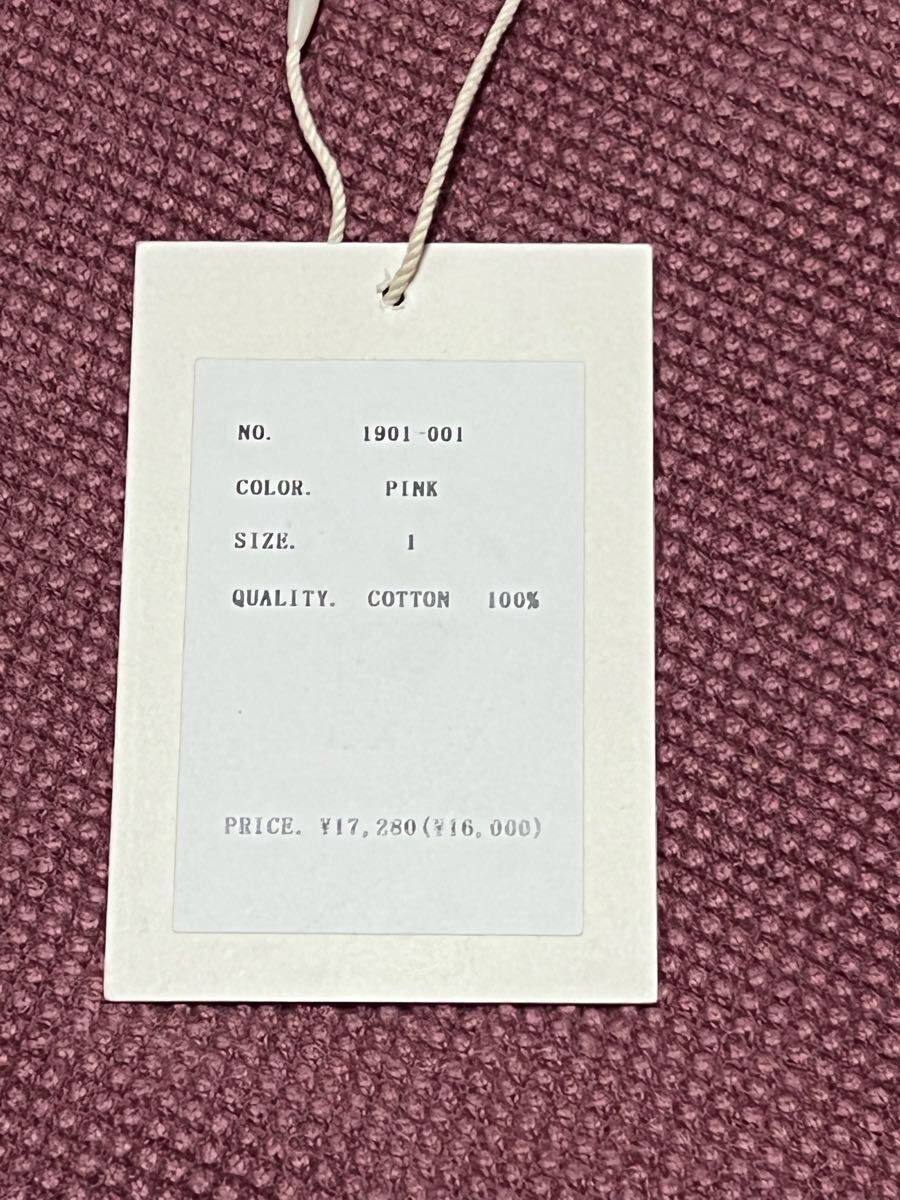 NO. 1901-001
COLOR. PINK
SIZE. 1
QUALITY. COTTON 100%
PRICE. ¥17,280(¥16,000)